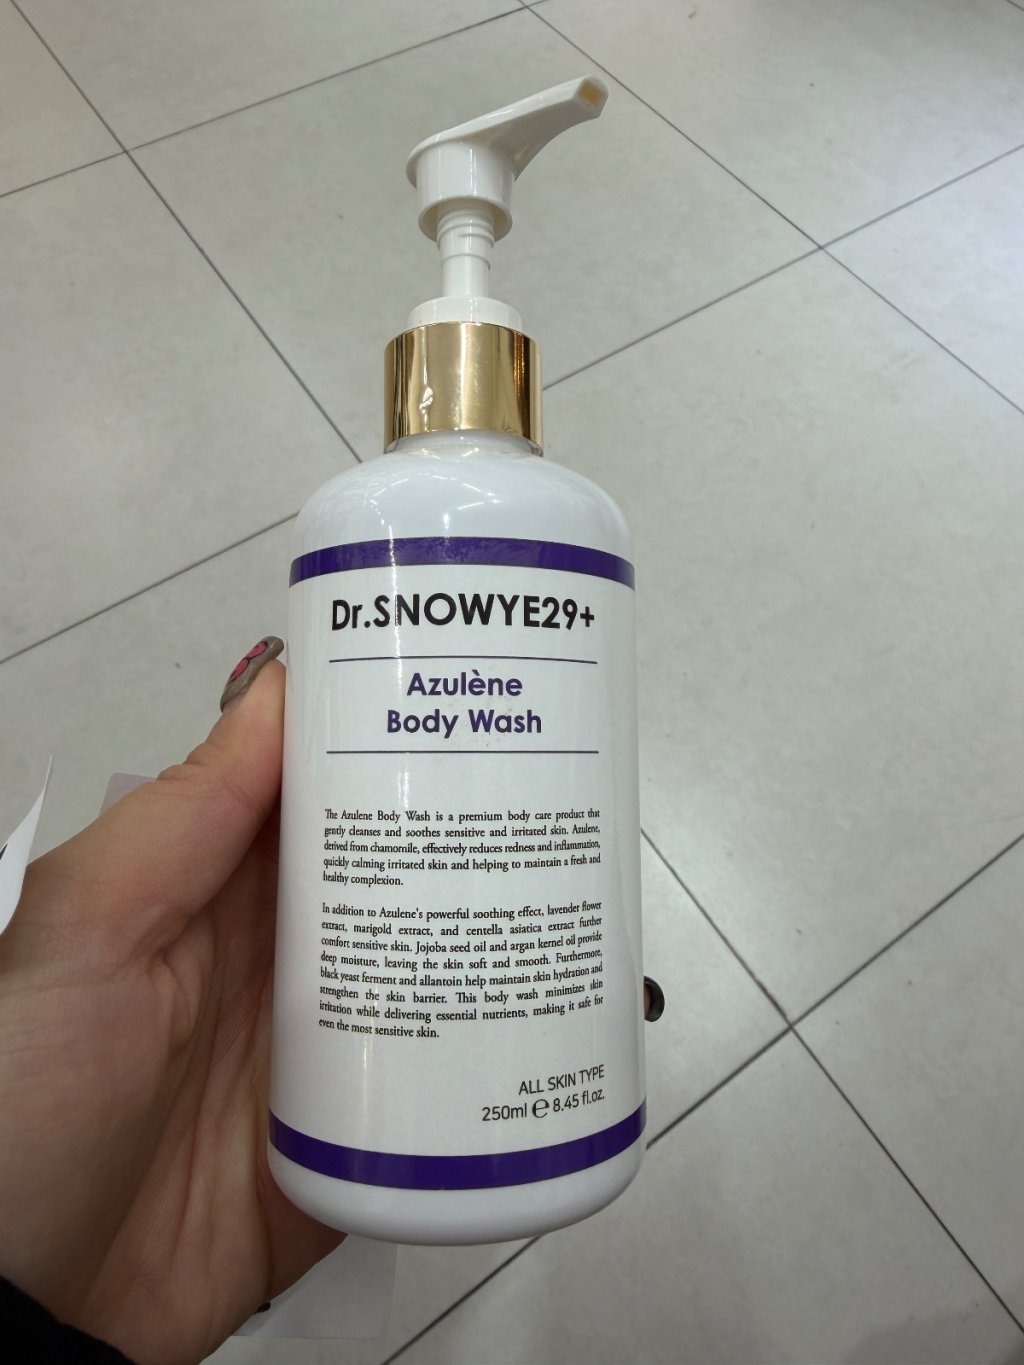 Dr.SNOWYE29+
Azulène
Body Wash
The Azulene Body Wash is a premium body care product that
gently cleanses and soothes sensitive and irritated skin. Azulene,
derived from chamomile, effectively reduces redness and inflammation,
quickly calming irritated skin and helping to maintain a fresh and
healthy complexion.
In addition to Azulene's powerful soothing effect, lavender flower
extract, marigold extract, and centella asiatica extract further
comfort sensitive skin. Jojoba seed oil and argan kernel oil provide
deep moisture, leaving the skin soft and smooth. Furthermore,
black yeast ferment and allantoin help maintain skin hydration and
strengthen the skin barrier. This body wash minimizes skin
irritation while delivering essential nutrients, making it safe for
even the most sensitive skin.
ALL SKIN TYPE
250ml ℮ 8.45 fl.oz.